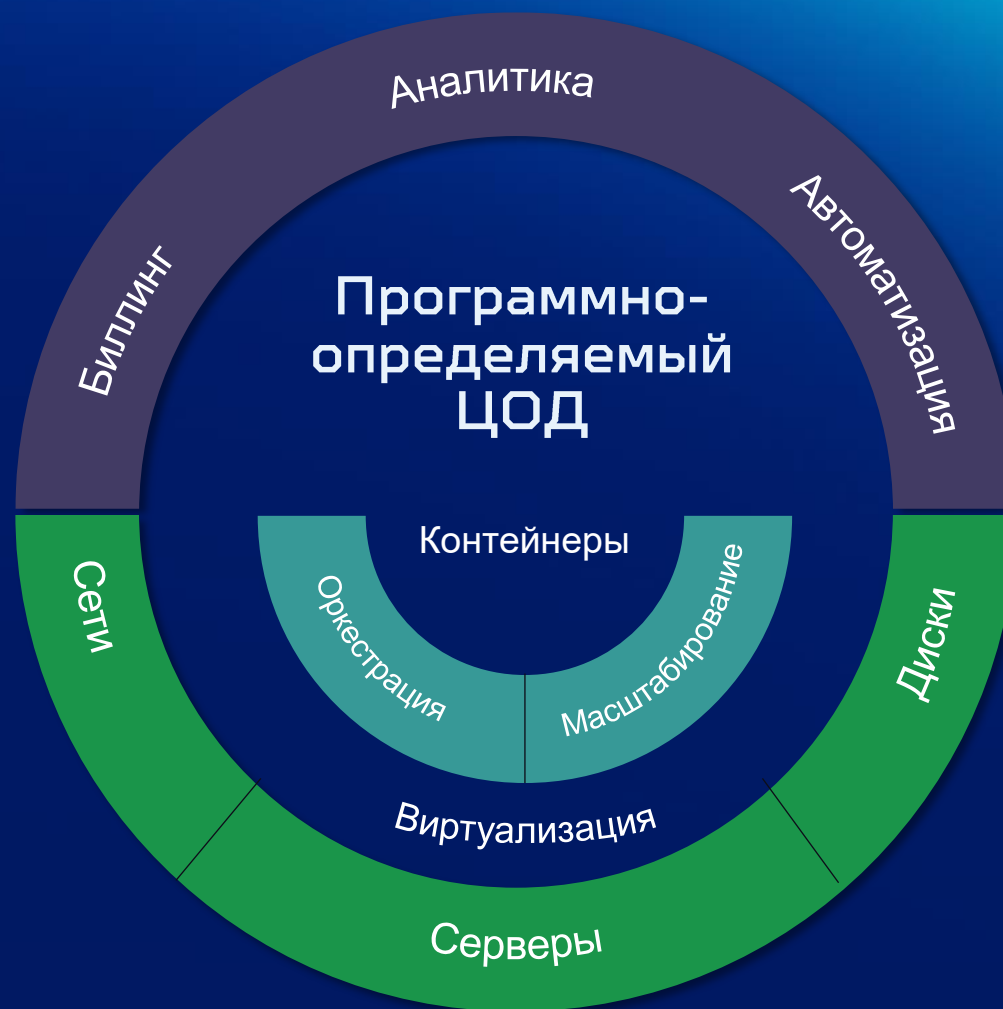 Аналитика
Автоматизация
Биллинг
Программно-
определяемый
ЦОД
Контейнеры
Оркестрация
Масштабирование
Сети
Диски
Виртуализация
Серверы